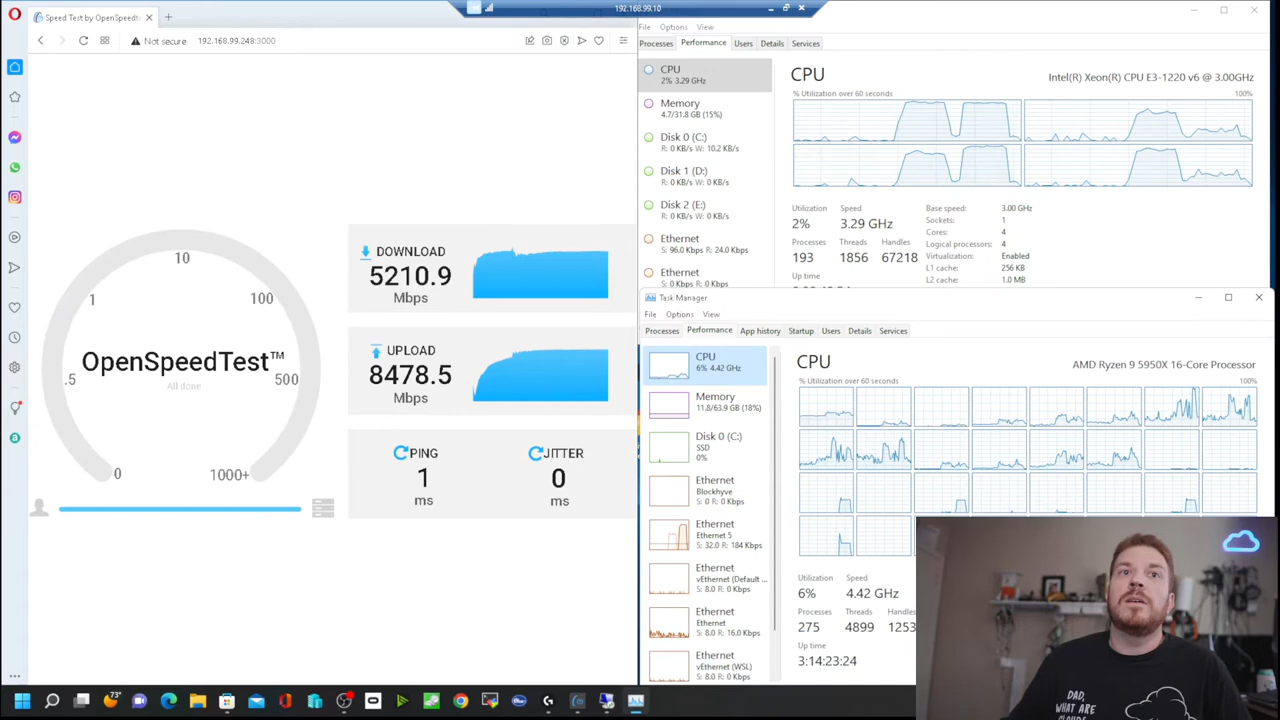 Speed Test by OpenSpeedte
192.168.99.10
Not secure
192.168.99.248:3000
10
1
100
.5
500
0
1000+
OpenSpeedTest™
All done
DOWNLOAD
5210.9
Mbps
UPLOAD
8478.5
Mbps
PING
1
ms
JITTER
0
ms
File Options View
Processes Performance Users Details Services
CPU
2% 3.29 GHz
Memory
4.7/31.8 GB (15%)
Disk 0 (C:)
R: 0 KB/s W: 10.2 KB/s
Disk 1 (D:)
R: 0 KB/s W: 0 KB/s
Disk 2 (E:)
R: 0 KB/s W: 0 KB/s
Ethernet
S: 96.0 Kbps R: 24.0 Kbps
Ethernet
S: 0 Kbps R: 0 Kbps
CPU
Intel(R) Xeon(R) CPU E3-1220 v6 @ 3.00GHz
% Utilization over 60 seconds
100%
Utilization Speed
2% 3.29 GHz
Processes Threads Handles
193 1856 67218
Up time
Base speed: 3.00 GHz
Sockets: 1
Cores: 4
Logical processors: 4
Virtualization: Enabled
L1 cache: 256 KB
L2 cache: 1.0 MB
Task Manager
File Options View
Processes Performance App history Startup Users Details Services
CPU
6% 4.42 GHz
Memory
11.8/63.9 GB (18%)
Disk 0 (C:)
SSD
0%
Ethernet
Blockhyve
S: 0 R: 0 Kbps
Ethernet
Ethernet 5
S: 32.0 R: 184 Kbps
Ethernet
vEthernet (Default ...
S: 8.0 R: 0 Kbps
Ethernet
Ethernet
S: 8.0 R: 16.0 Kbps
Ethernet
vEthernet (WSL)
S: 8.0 R: 0 Kbps
CPU
AMD Ryzen 9 5950X 16-Core Processor
% Utilization over 60 seconds
100%
Utilization Speed
6% 4.42 GHz
Processes Threads Handles
275 4899 1253
Up time
3:14:23:24
DAD,
WHAT ARE
73°